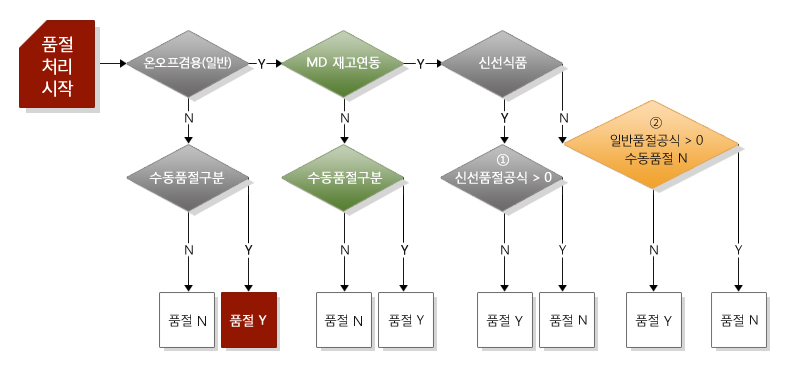 품절
처리
시작
온오프겸용(일반)
Y
MD 재고연동
Y
신선식품
N
N
Y
N
②
일반품절공식 > 0
수동품절 N
수동품절구분
수동품절구분
①
신선품절공식 > 0
N
Y
N
Y
N
Y
N
Y
품절 N
품절 Y
품절 N
품절 Y
품절 Y
품절 N
품절 Y
품절 N